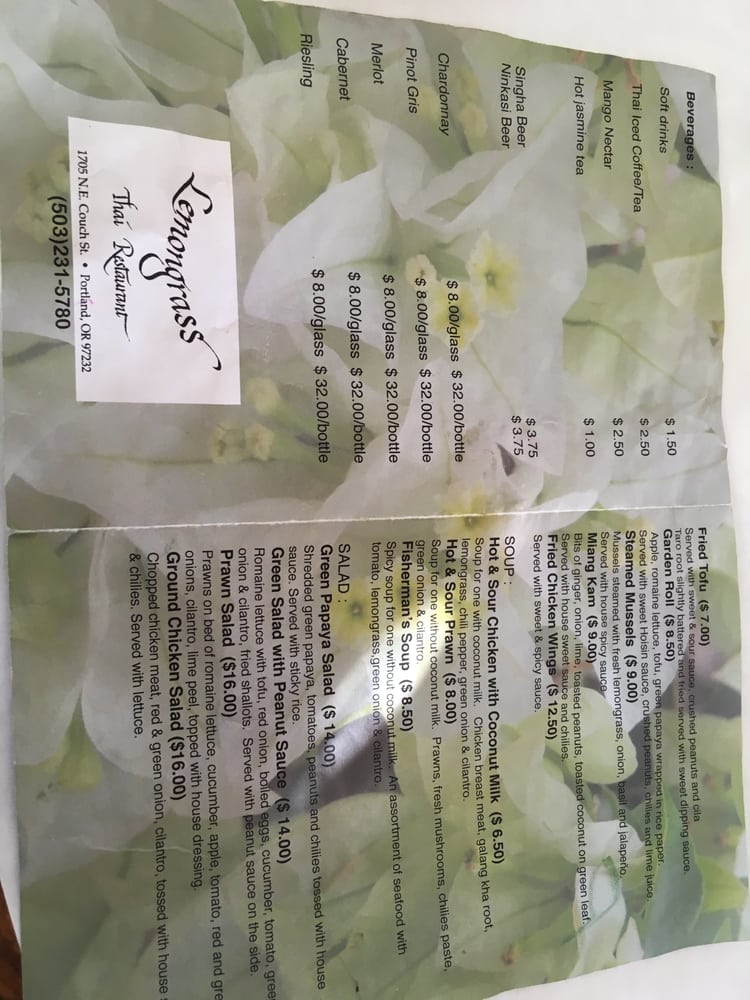 Beverages :
Soft drinks $ 1.50
Thai Iced Coffee/Tea $ 2.50
Mango Nectar $ 2.50
Hot jasmine tea $ 1.00
Singha Beer $ 3.75
Ninkasi Beer $ 3.75
Chardonnay $ 8.00/glass $ 32.00/bottle
Pinot Gris $ 8.00/glass $ 32.00/bottle
Merlot $ 8.00/glass $ 32.00/bottle
Cabernet $ 8.00/glass $ 32.00/bottle
Riesling $ 8.00/glass $ 32.00/bottle
Lemongrass
Thai Restaurant
1705 N.E. Couch St. • Portland, OR 97232
(503)231-5780
Fried Tofu ($ 7.00)
Served with sweet & sour sauce, crushed peanuts and cila
Taro root slightly battered and fried served with sweet dipping sauce.
Garden Roll ($ 8.50)
Apple, romaine lettuce, tofu, green papaya wrapped in rice paper.
Served with sweet Hoisin sauce, crushed peanuts, chilies and lime juice.
Steamed Mussels ($ 9.00)
Mussels steamed with fresh lemongrass, onion, basil and jalapeño.
Served with house spicy sauce.
Miang Kam ($ 9.00)
Bits of ginger, onion, lime, toasted peanuts, toasted coconut on green leaf.
Served with house sweet sauce and chilies.
Fried Chicken Wings ($ 12.50)
Served with sweet & spicy sauce.
SOUP :
Hot & Sour Chicken with Coconut Milk ($ 6.50)
Soup for one with coconut milk. Chicken breast meat, galang kha root,
lemongrass, chili pepper, green onion & cilantro.
Hot & Sour Prawn ($ 8.00)
Soup for one without coconut milk. Prawns, fresh mushrooms, chilies paste,
green onion & cilantro.
Fisherman's Soup ($ 8.50)
Spicy soup for one without coconut milk. An assortment of seafood with
tomato, lemongrass,green onion & cilantro.
SALAD :
Green Papaya Salad ($ 14.00)
Shredded green papaya, tomatoes, peanuts and chilies tossed with house
sauce. Served with sticky rice.
Green Salad with Peanut Sauce ($ 14.00)
Romaine lettuce with tofu, red onion, boiled eggs, cucumber, tomato, gree
onion & cilantro, fried shallots. Served with peanut sauce on the side.
Prawn Salad ($16.00)
Prawns on bed of romaine lettuce, cucumber, apple, tomato, red and gre
onions, cilantro, lime peel, topped with house dressing.
Ground Chicken Salad ($16.00)
Chopped chicken meat, red & green onion, cilantro, tossed with house
& chilies. Served with lettuce.